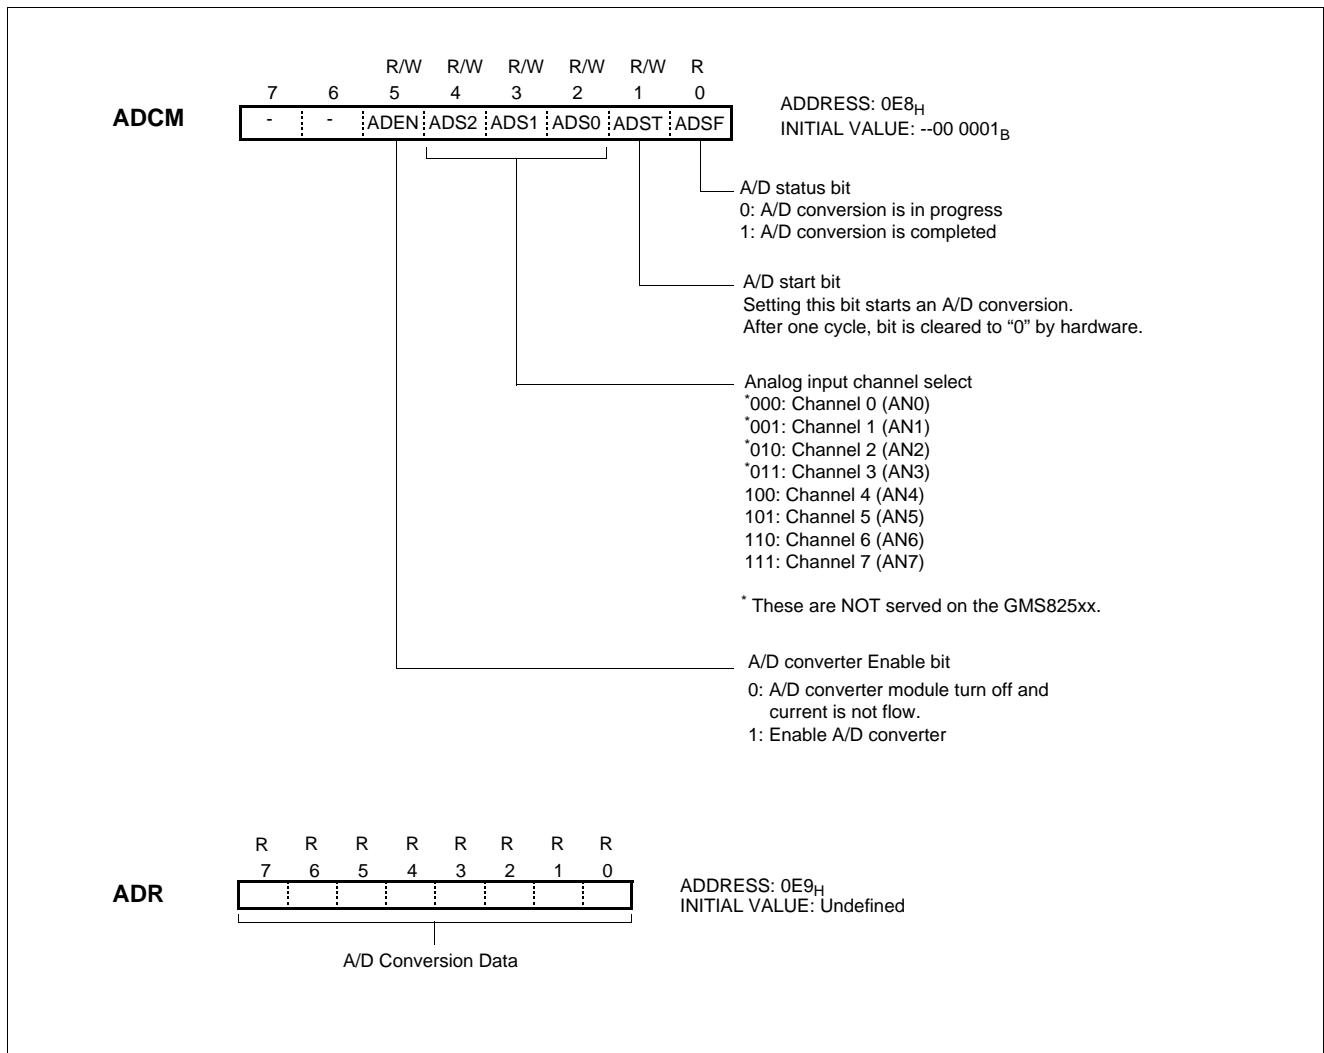 R/W R/W R/W R/W R/W R
7 6 5 4 3 2 1 0
ADCM - - ADEN ADS2 ADS1 ADS0 ADST ADSF
ADDRESS: 0E8H
INITIAL VALUE: --00 0001B
A/D status bit
0: A/D conversion is in progress
1: A/D conversion is completed
A/D start bit
Setting this bit starts an A/D conversion.
After one cycle, bit is cleared to “0” by hardware.
Analog input channel select
*000: Channel 0 (AN0)
*001: Channel 1 (AN1)
*010: Channel 2 (AN2)
*011: Channel 3 (AN3)
100: Channel 4 (AN4)
101: Channel 5 (AN5)
110: Channel 6 (AN6)
111: Channel 7 (AN7)
* These are NOT served on the GMS825xx.
A/D converter Enable bit
0: A/D converter module turn off and
current is not flow.
1: Enable A/D converter
R R R R R R R R
7 6 5 4 3 2 1 0
ADR
ADDRESS: 0E9H
INITIAL VALUE: Undefined
A/D Conversion Data